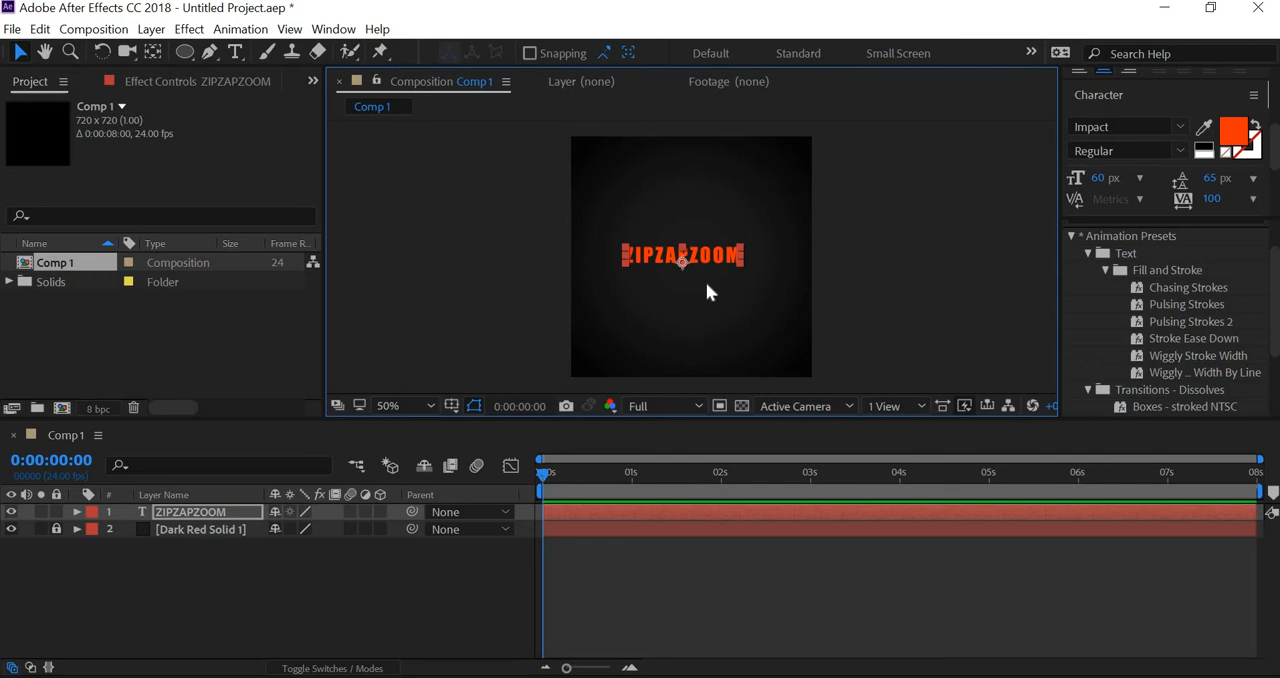 Ae Adobe After Effects CC 2018 - Untitled Project.aep *
File Edit Composition Layer Effect Animation View Window Help
Snapping Default Standard Small Screen Search Help
Project Effect Controls ZIPZAPZOOM
Composition Comp 1 Layer (none) Footage (none)
Comp 1
720 x 720 (1.00)
Δ 0:00:08:00, 24.00 fps
Comp 1
Character
Impact
Regular
60 px 65 px
Metrics 100
ZIPZAPZOOM
Name Type Size Frame R...
Comp 1 Composition 24
Solids Folder
* Animation Presets
Text
Fill and Stroke
Chasing Strokes
Pulsing Strokes
Pulsing Strokes 2
Stroke Ease Down
Wiggly Stroke Width
Wiggly ... Width By Line
Transitions - Dissolves
Boxes - stroked NTSC
8 bpc
50% 0:00:00:00 Full Active Camera 1 View +0
Comp 1
0:00:00:00
00000 (24.00 fps)
01s 02s 03s 04s 05s 06s 07s 08s
# Layer Name Parent
1 T ZIPZAPZOOM None
2 [Dark Red Solid 1] None
Toggle Switches / Modes